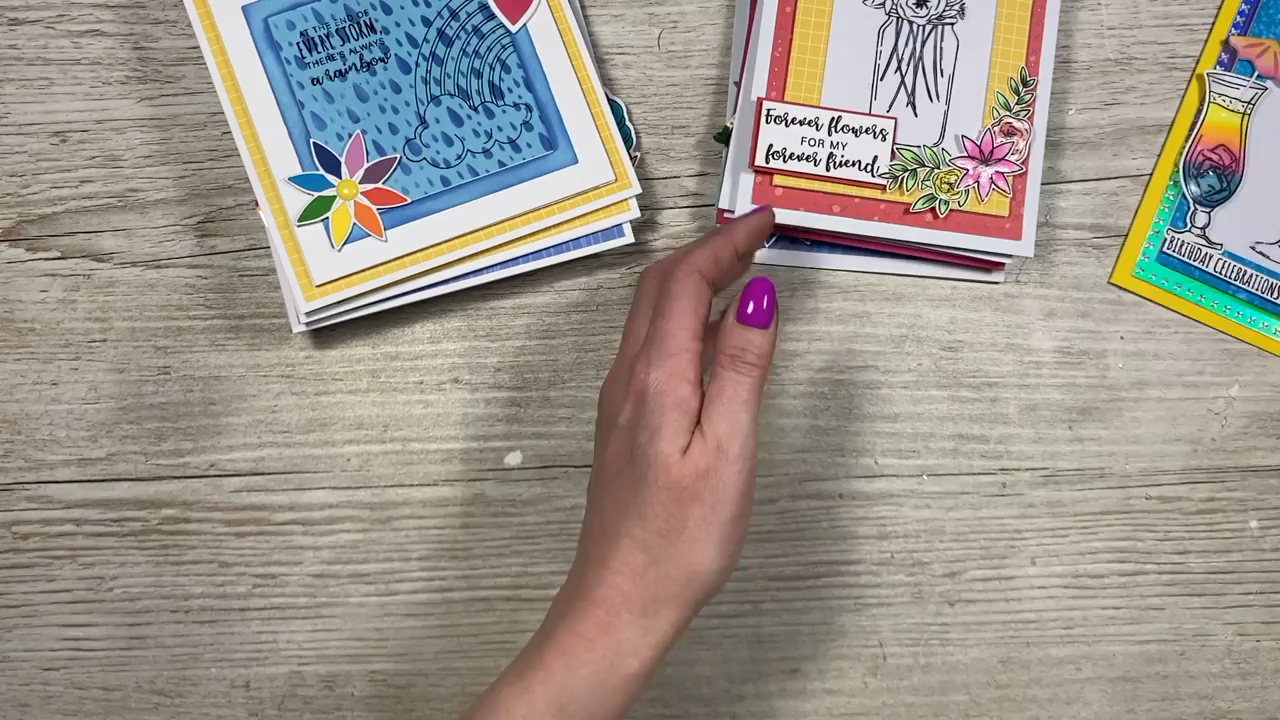 AT THE END OF
EVERY STORM,
THERE'S ALWAYS
a rainbow
Forever flowers
FOR MY
forever friend
BIRTHDAY CELEBRATIONS